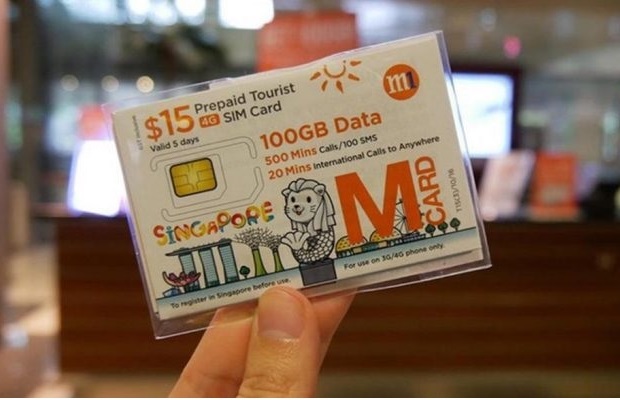 $15 Prepaid Tourist
4G SIM Card
Valid 5 days
GST Inclusive
m1
100GB Data
500 Mins Calls/100 SMS
20 Mins International Calls to Anywhere
SINGAPORE
M CARD
For use on 3G/4G phone only.
To register in Singapore before use.